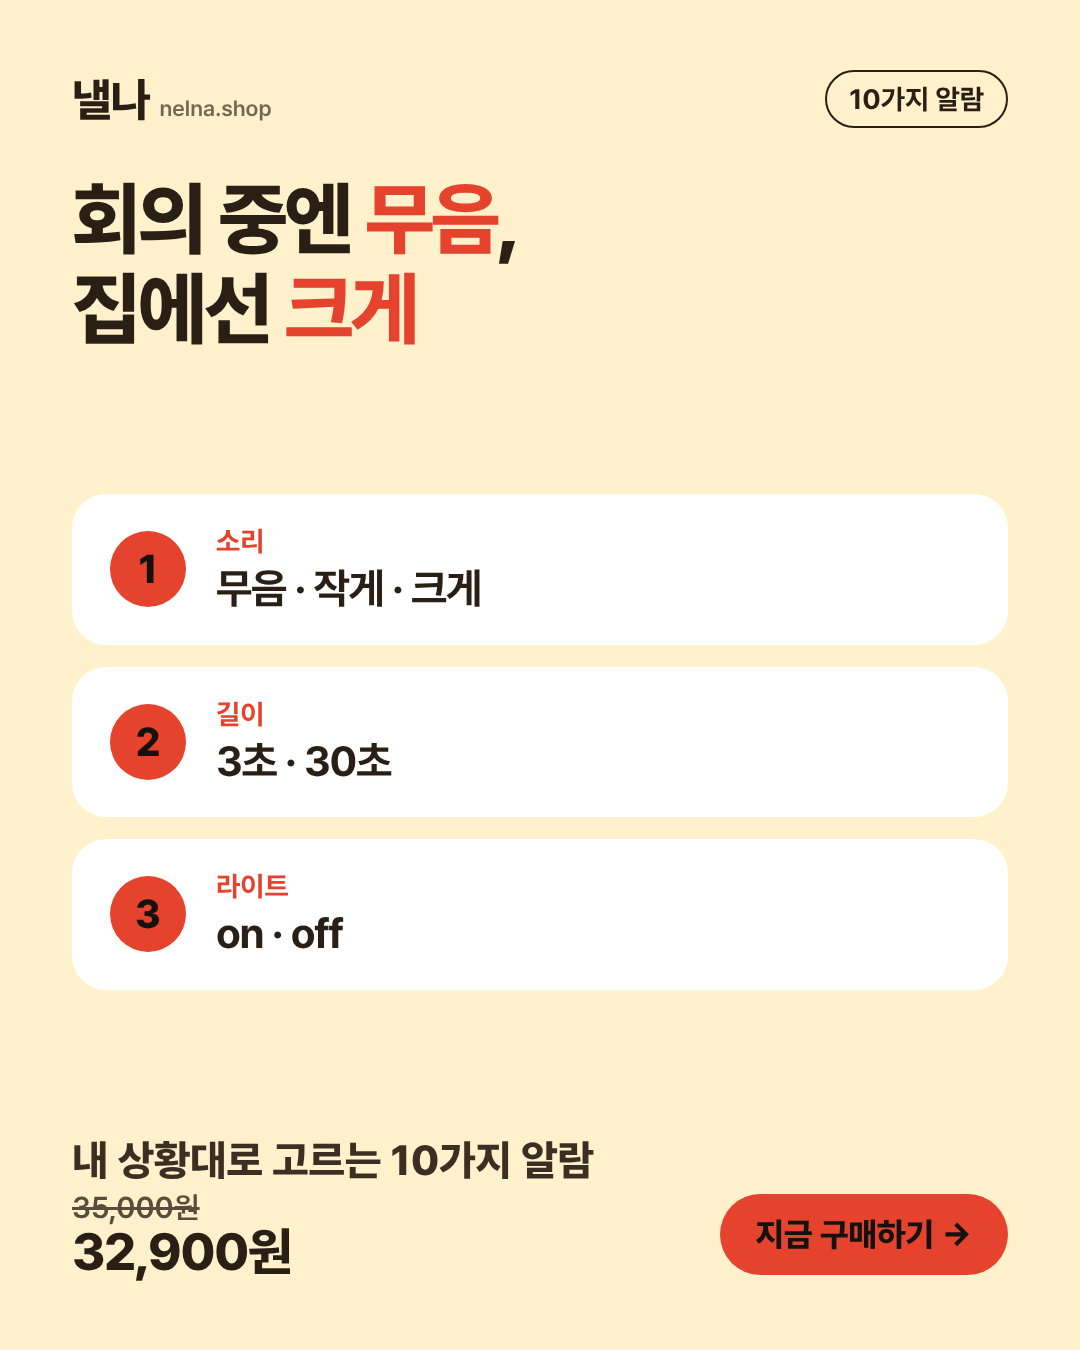 냴나 nelna.shop
10가지 알람
회의 중엔 무음,
집에선 크게
1
소리
무음 · 작게 · 크게
2
길이
3초 · 30초
3
라이트
on · off
내 상황대로 고르는 10가지 알람
35,000원
32,900원
지금 구매하기 →